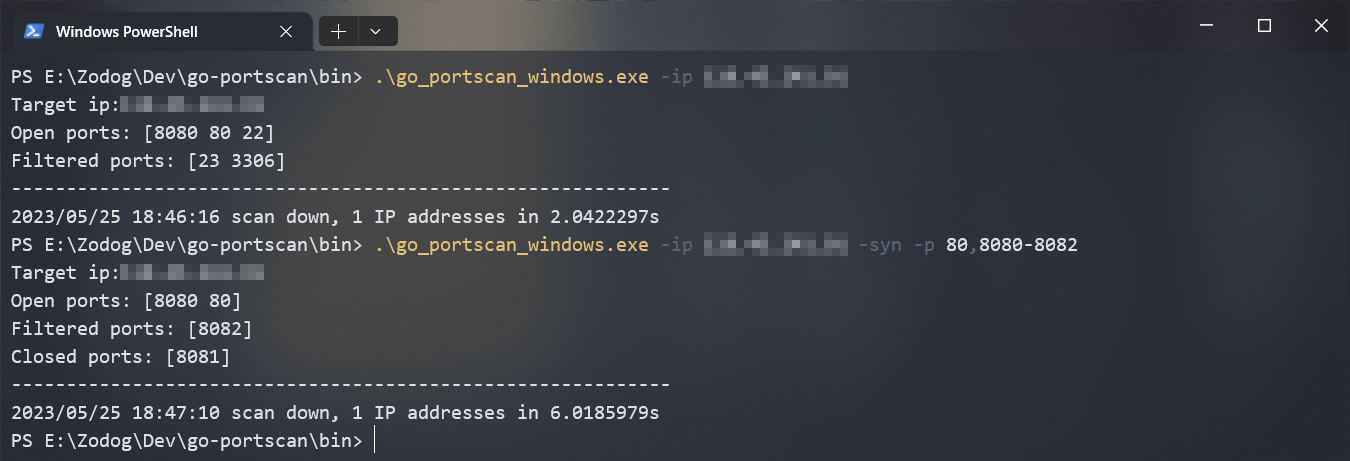 Windows PowerShell
PS E:\Zodog\Dev\go-portscan\bin> .\go_portscan_windows.exe -ip
Target ip:
Open ports: [8080 80 22]
Filtered ports: [23 3306]
------------------------------------------------------------
2023/05/25 18:46:16 scan down, 1 IP addresses in 2.0422297s
PS E:\Zodog\Dev\go-portscan\bin> .\go_portscan_windows.exe -ip -syn -p 80,8080-8082
Target ip:
Open ports: [8080 80]
Filtered ports: [8082]
Closed ports: [8081]
------------------------------------------------------------
2023/05/25 18:47:10 scan down, 1 IP addresses in 6.0185979s
PS E:\Zodog\Dev\go-portscan\bin>